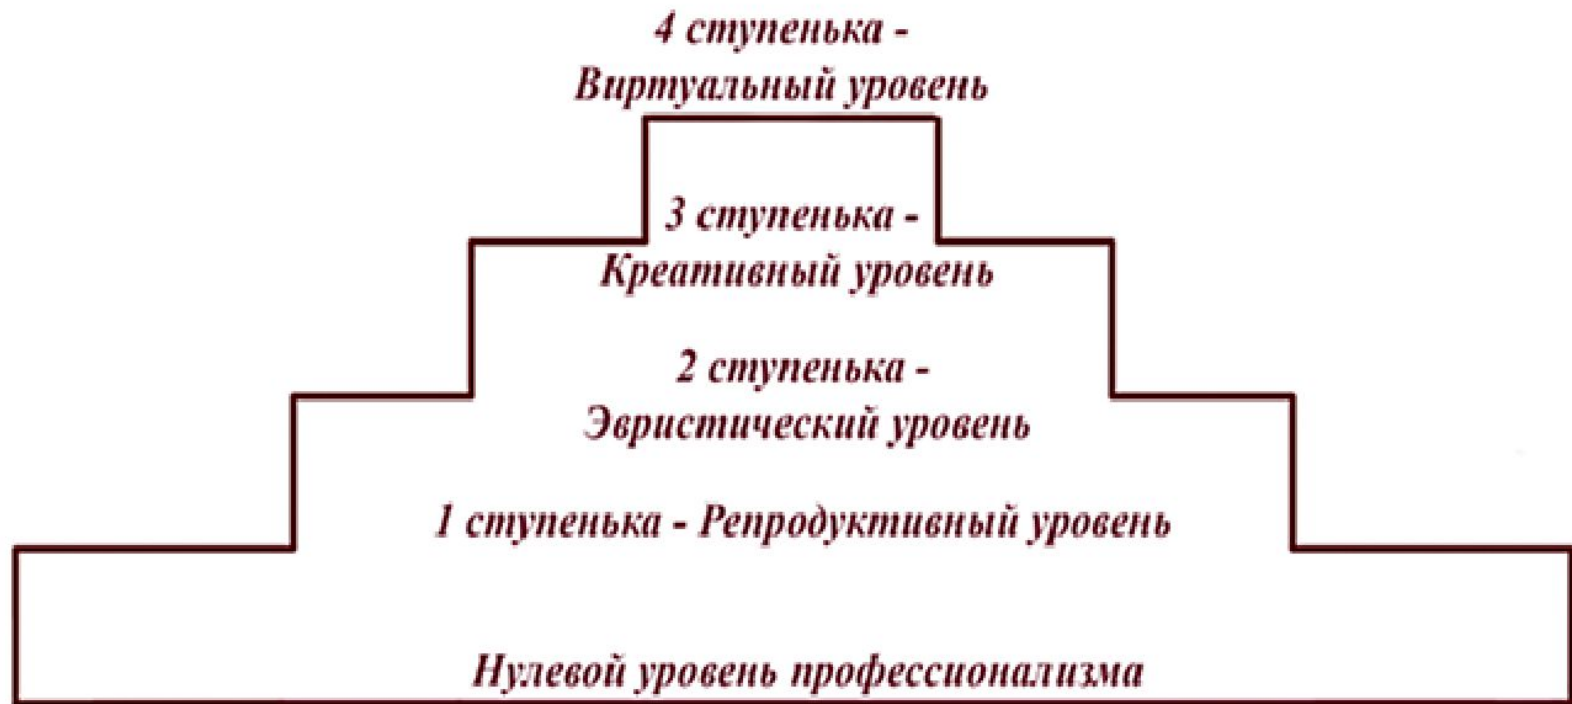 4 ступенька -
Виртуальный уровень
3 ступенька -
Креативный уровень
2 ступенька -
Эвристический уровень
1 ступенька - Репродуктивный уровень
Нулевой уровень профессионализма